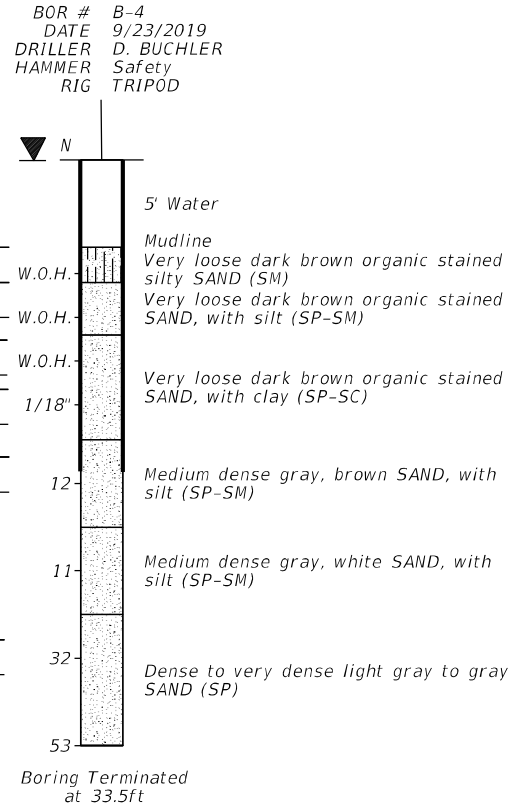 BOR # B-4
DATE 9/23/2019
DRILLER D. BUCHLER
HAMMER Safety
RIG TRIPOD
N
5' Water
Mudline
Very loose dark brown organic stained
W.O.H.
silty SAND (SM)
Very loose dark brown organic stained
W.O.H.
SAND, with silt (SP-SM)
W.O.H.
Very loose dark brown organic stained
1/18"
SAND, with clay (SP-SC)
Medium dense gray, brown SAND, with
12
silt (SP-SM)
Medium dense gray, white SAND, with
11
silt (SP-SM)
32
Dense to very dense light gray to gray
SAND (SP)
53
Boring Terminated
at 33.5ft